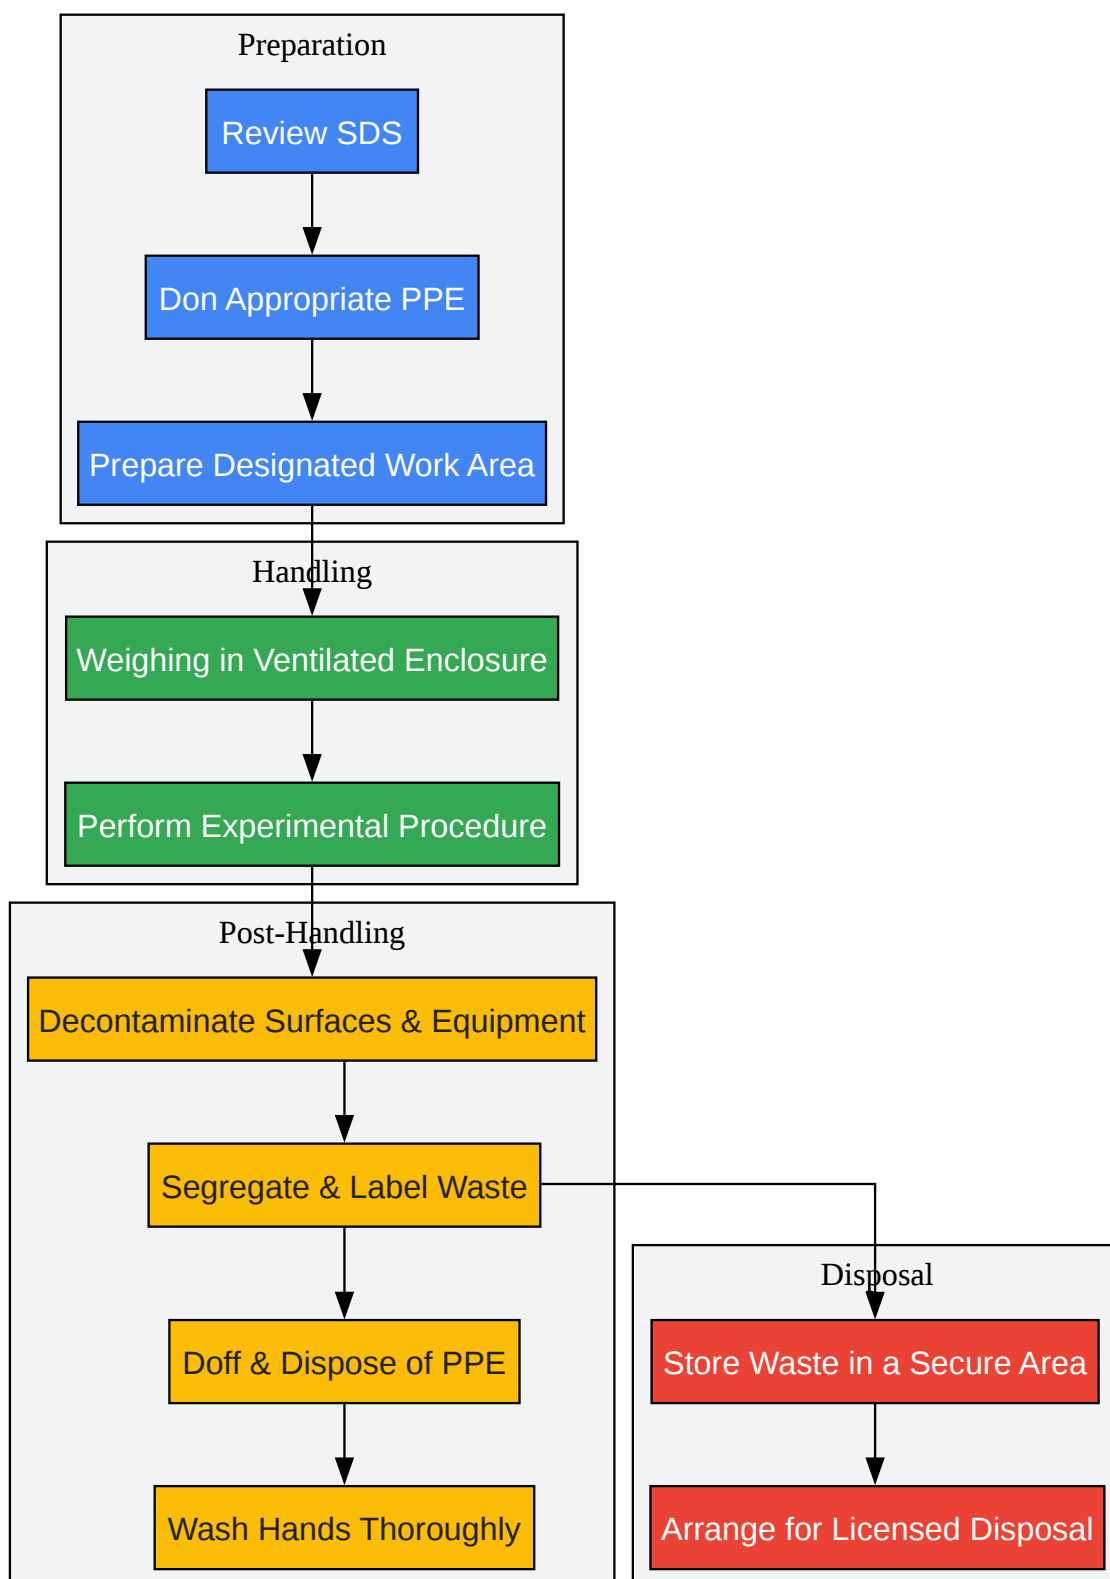 Preparation
Review SDS
Don Appropriate PPE
Prepare Designated Work Area
Handling
Weighing in Ventilated Enclosure
Perform Experimental Procedure
Post-Handling
Decontaminate Surfaces & Equipment
Segregate & Label Waste
Doff & Dispose of PPE
Wash Hands Thoroughly
Disposal
Store Waste in a Secure Area
Arrange for Licensed Disposal